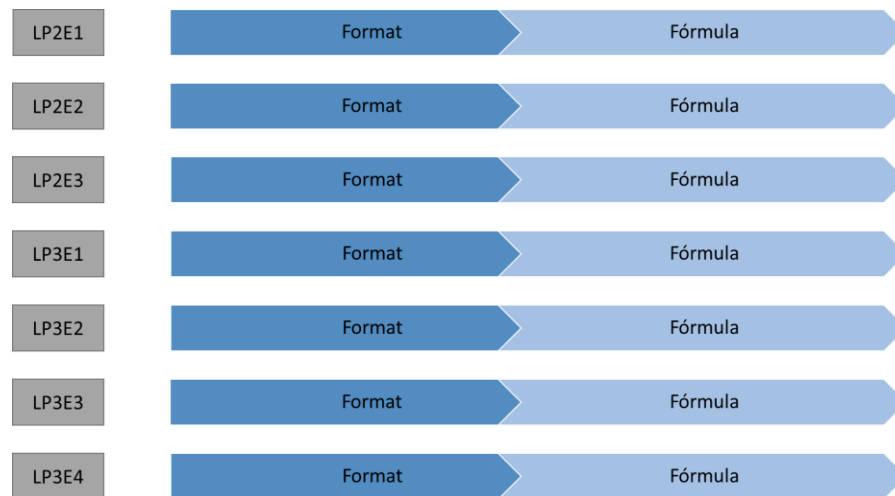 LP2E1 Format Fórmula
LP2E2 Format Fórmula
LP2E3 Format Fórmula
LP3E1 Format Fórmula
LP3E2 Format Fórmula
LP3E3 Format Fórmula
LP3E4 Format Fórmula